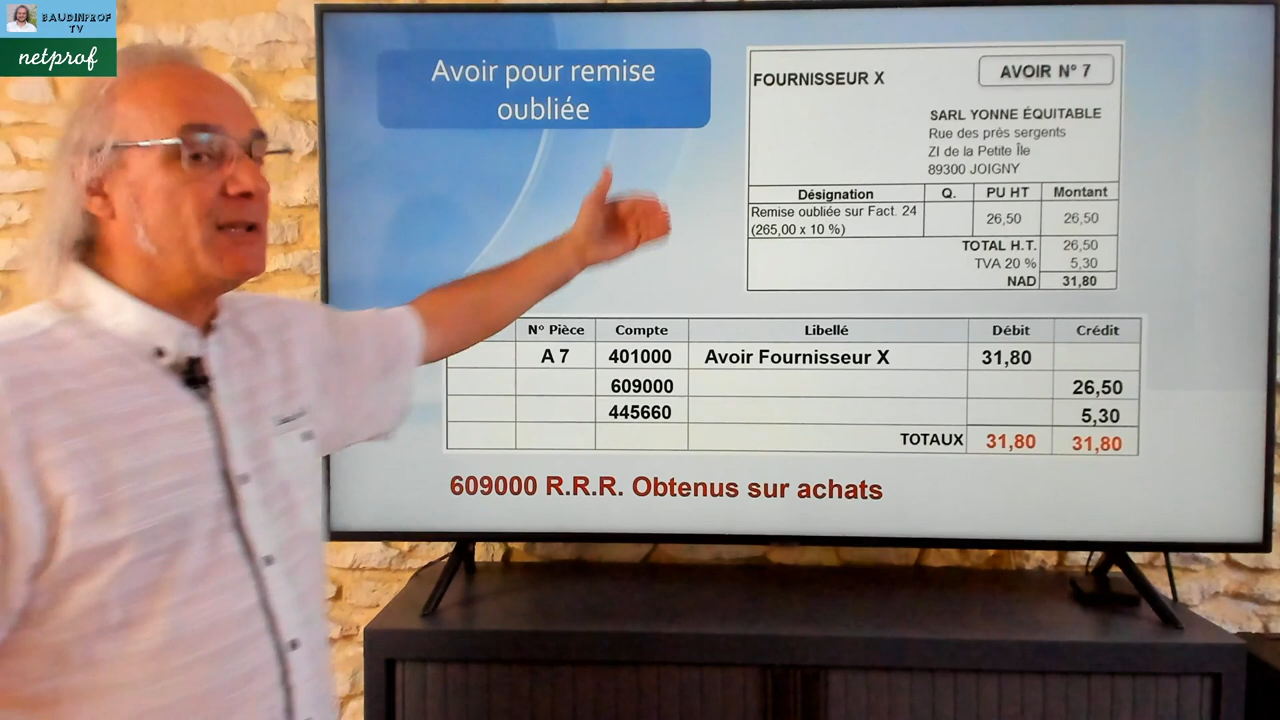 BAUDINPROF
TV
netprof
Avoir pour remise
oubliée
FOURNISSEUR X
AVOIR N° 7
SARL YONNE ÉQUITABLE
Rue des prés sergents
ZI de la Petite Île
89300 JOIGNY
Désignation Q. PU HT Montant
Remise oubliée sur Fact. 24 26,50 26,50
(265,00 x 10 %)
TOTAL H.T. 26,50
TVA 20 % 5,30
NAD 31,80
N° Pièce Compte Libellé Débit Crédit
A 7 401000 Avoir Fournisseur X 31,80
609000 26,50
445660 5,30
TOTAUX 31,80 31,80
609000 R.R.R. Obtenus sur achats